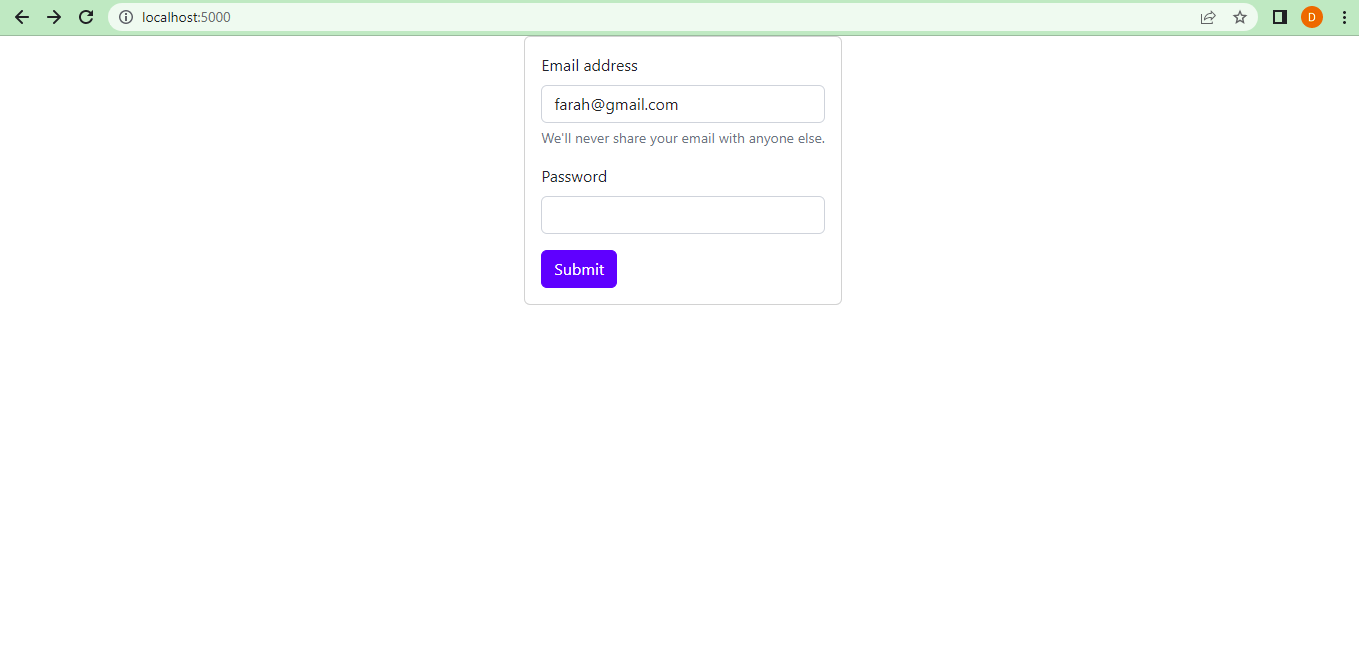 localhost:5000
D
Email address
farah@gmail.com
We'll never share your email with anyone else.
Password
Submit